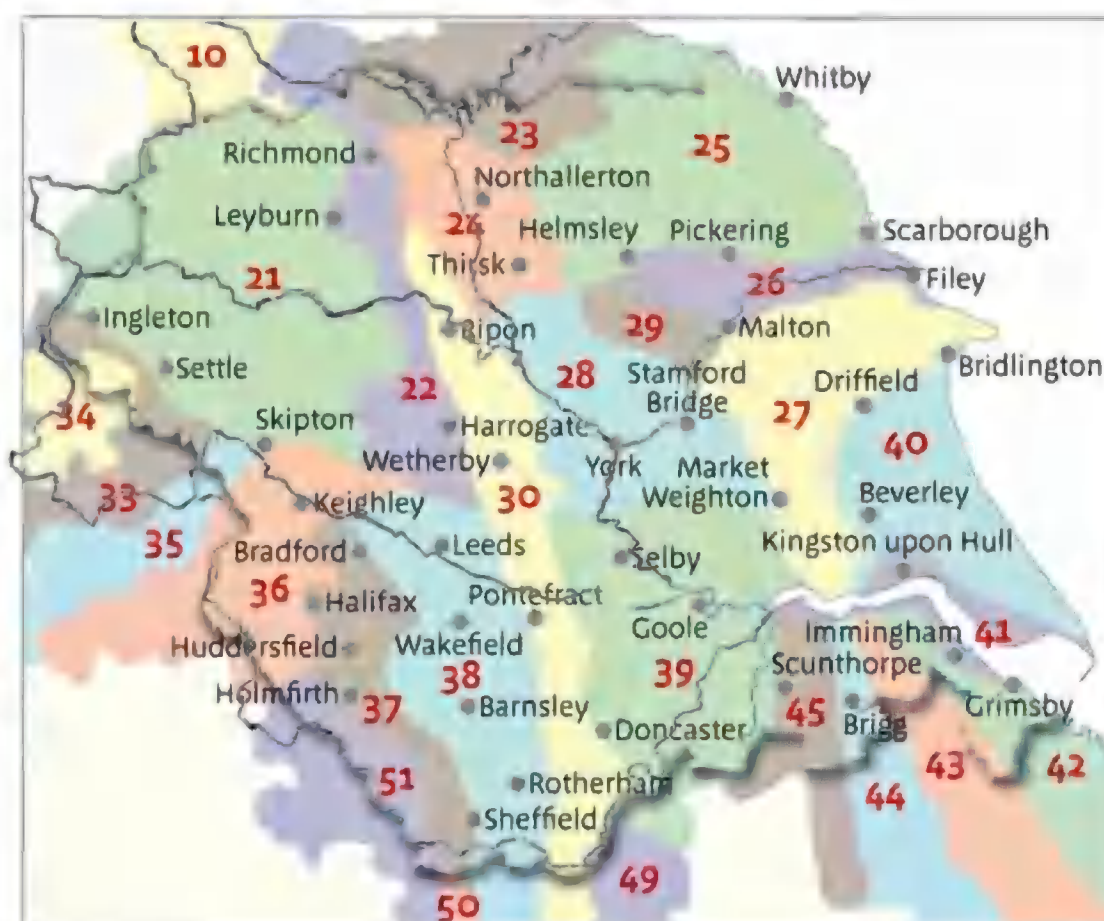 10
Whitby
23
25
Richmond
Northallerton
Leyburn
24
Helmsley
Pickering
Scarborough
Thirsk
21
26
Filey
Ingleton
Ripon
29
Malton
Settle
22
28
Stamford
Bridge
Driffield
Bridlington
34
27
Skipton
Harrogate
40
Wetherby
York
Market
Weighton
33
Keighley
30
Beverley
35
Bradford
Leeds
Selby
Kingston upon Hull
36
Halifax
Pontefract
Goole
Immingham
41
Huddersfield
Wakefield
Scunthorpe
Holmfirth
38
39
37
Barnsley
45
Brigg
Grimsby
Doncaster
51
Rotherham
43
42
44
Sheffield
49
50